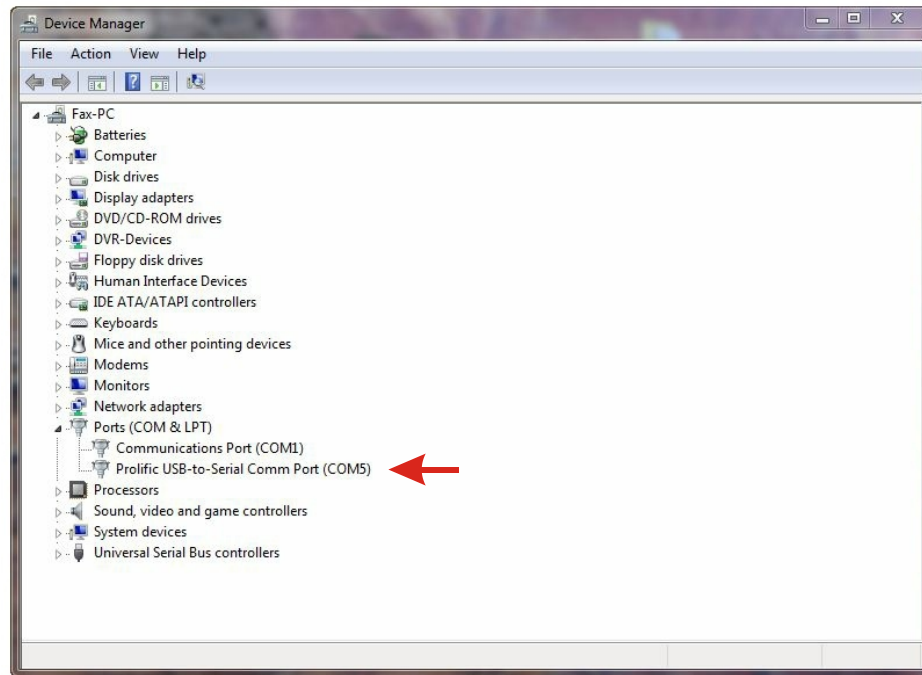 Device Manager
File Action View Help
Fax-PC
Batteries
Computer
Disk drives
Display adapters
DVD/CD-ROM drives
DVR-Devices
Floppy disk drives
Human Interface Devices
IDE ATA/ATAPI controllers
Keyboards
Mice and other pointing devices
Modems
Monitors
Network adapters
Ports (COM & LPT)
Communications Port (COM1)
Prolific USB-to-Serial Comm Port (COM5)
Processors
Sound, video and game controllers
System devices
Universal Serial Bus controllers